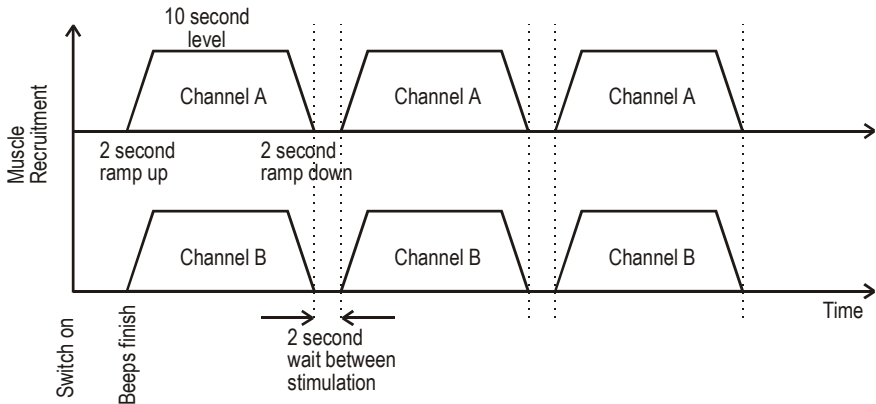 10 second
level
Muscle
Recruitment
Channel A
Channel A
Channel A
2 second
ramp up
2 second
ramp down
Channel B
Channel B
Channel B
Time
Switch on
Beeps finish
2 second
wait between
stimulation